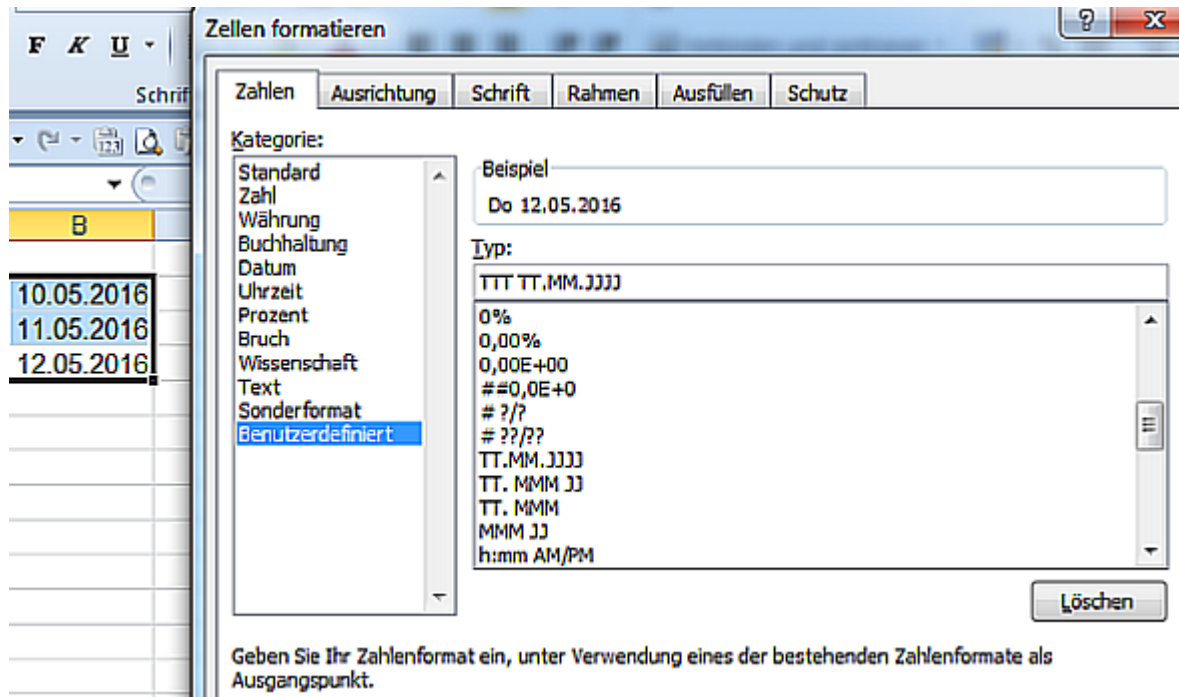 Zellen formatieren
F K U
Schrif
Zahlen Ausrichtung Schrift Rahmen Ausfüllen Schutz
Kategorie:
Standard
Zahl
Währung
Buchhaltung
Datum
Uhrzeit
Prozent
Bruch
Wissenschaft
Text
Sonderformat
Benutzerdefiniert
Beispiel
Do 12.05.2016
Typ:
TTT TT.MM.JJJJ
0%
0,00%
0,00E+00
##0,0E+0
# ?/?
# ??/??
TT.MM.JJJJ
TT. MMM JJ
TT. MMM
MMM JJ
h:mm AM/PM
B
10.05.2016
11.05.2016
12.05.2016
Löschen
Geben Sie Ihr Zahlenformat ein, unter Verwendung eines der bestehenden Zahlenformate als
Ausgangspunkt.